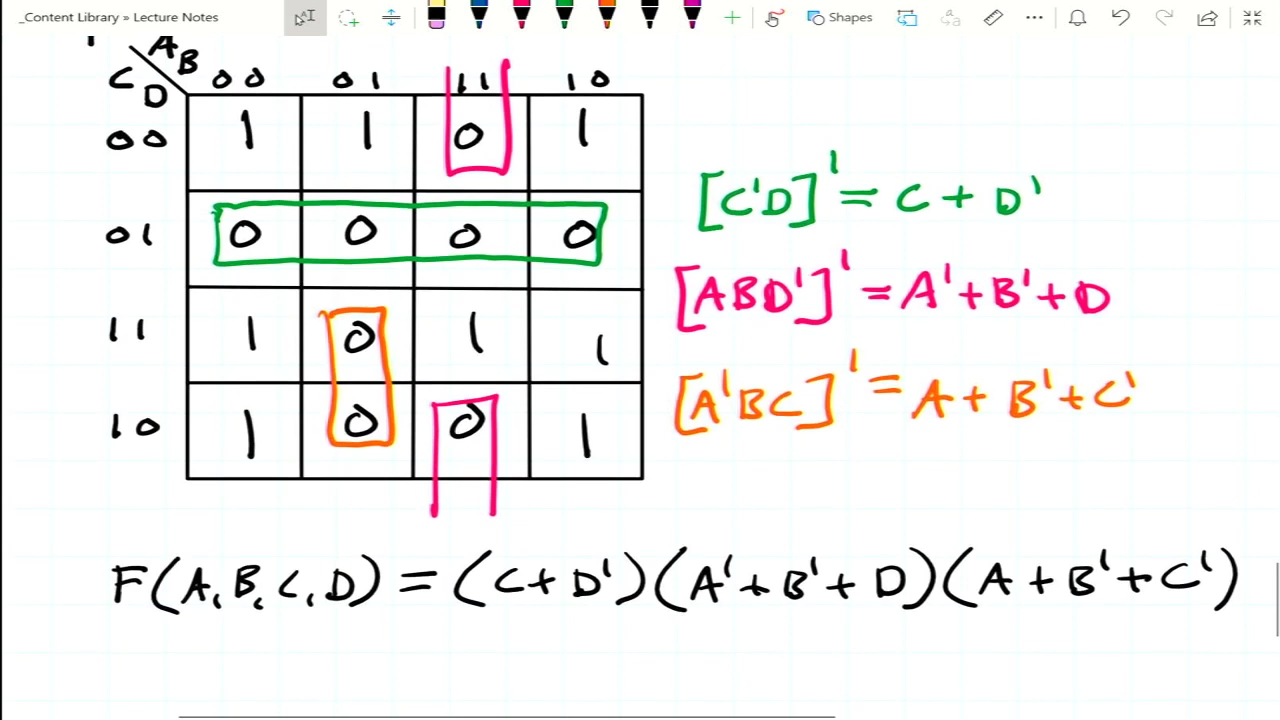 _Content Library » Lecture Notes
Shapes
AB
CD 00 01 11 10
00 1 1 0 1
01 0 0 0 0
11 1 0 1 1
10 1 0 0 1
[C'D]' = C + D'
[ABD']' = A' + B' + D
[A'BC]' = A + B' + C'
F(A, B, C, D) = (C + D')(A' + B' + D)(A + B' + C')